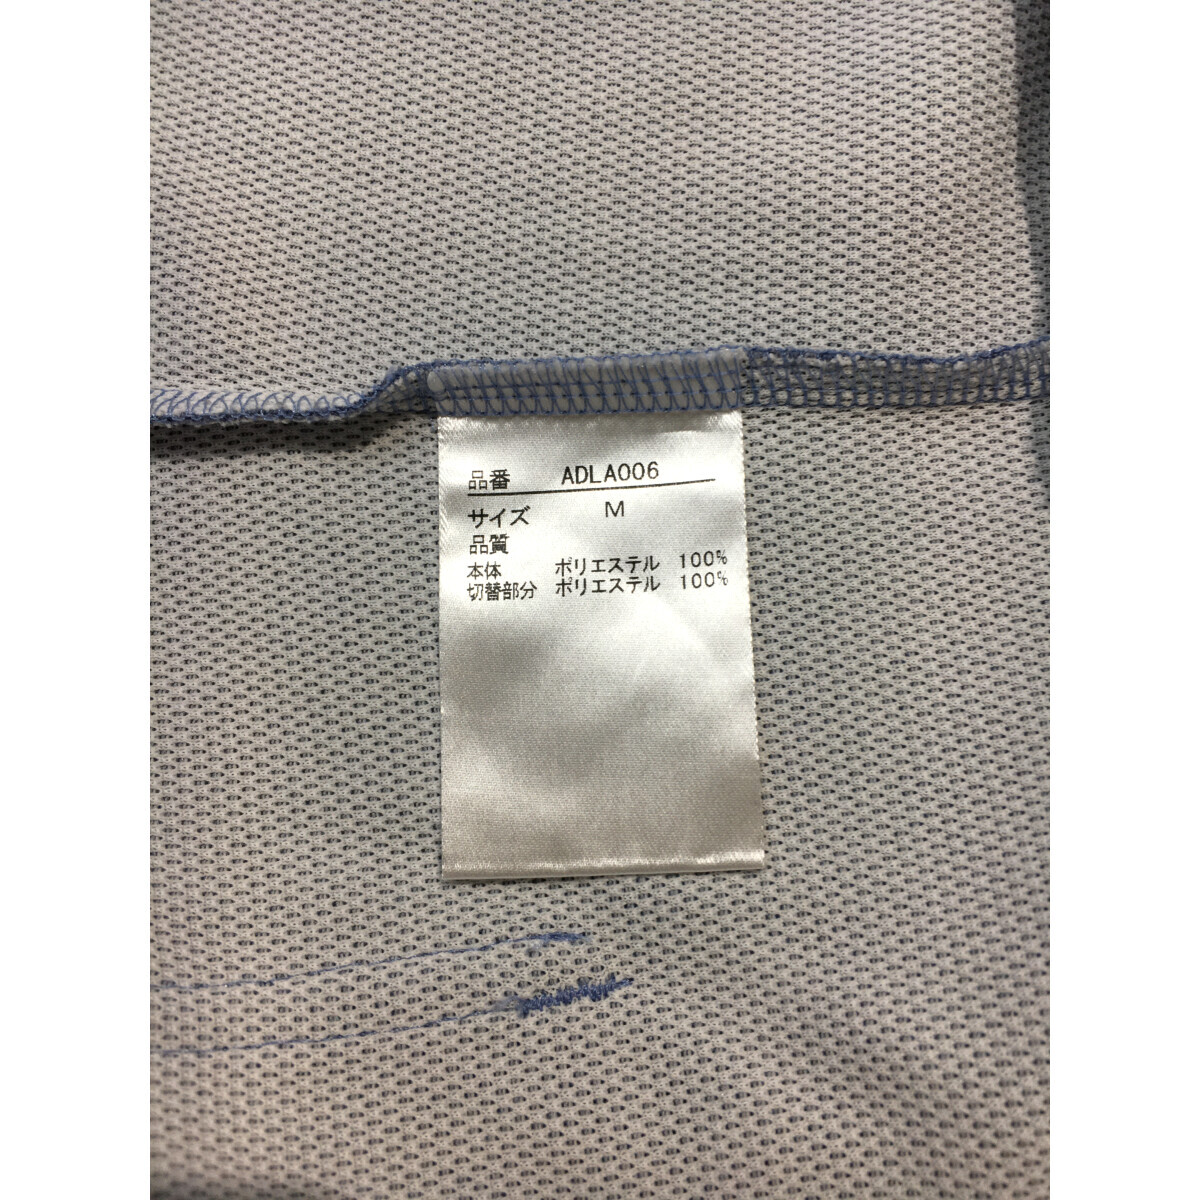 品番 ADLA006
サイズ M
品質
本体 ポリエステル 100%
切替部分 ポリエステル 100%